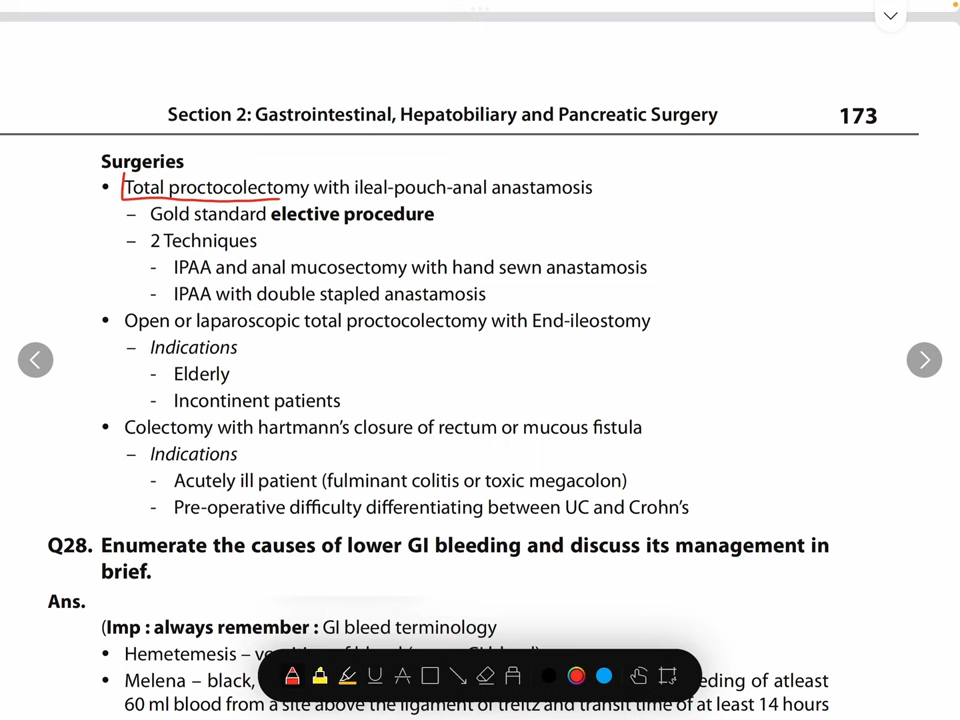 Section 2: Gastrointestinal, Hepatobiliary and Pancreatic Surgery 173
Surgeries
• Total proctocolectomy with ileal-pouch-anal anastamosis
– Gold standard elective procedure
– 2 Techniques
- IPAA and anal mucosectomy with hand sewn anastamosis
- IPAA with double stapled anastamosis
• Open or laparoscopic total proctocolectomy with End-ileostomy
– Indications
- Elderly
- Incontinent patients
• Colectomy with hartmann's closure of rectum or mucous fistula
– Indications
- Acutely ill patient (fulminant colitis or toxic megacolon)
- Pre-operative difficulty differentiating between UC and Crohn's
Q28. Enumerate the causes of lower GI bleeding and discuss its management in
brief.
Ans.
(Imp : always remember : GI bleed terminology
• Hemetemesis –
• Melena – black, eding of atleast
60 ml blood from a site above the ligament of treitz and transit time of at least 14 hours